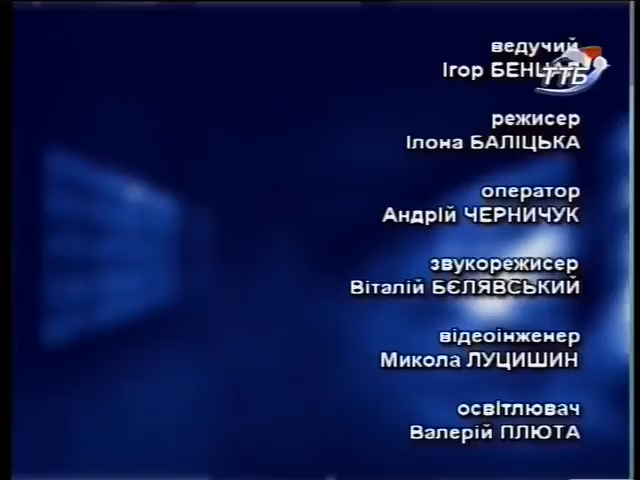 ведучий
Ігор
ТТБ
режисер
Ілона БАЛІЦЬКА
оператор
Андрій ЧЕРНИЧУК
звукорежисер
Віталій БЄЛЯВСЬКИЙ
відеоінженер
Микола ЛУЦИШИН
освітлювач
Валерій ПЛЮТА